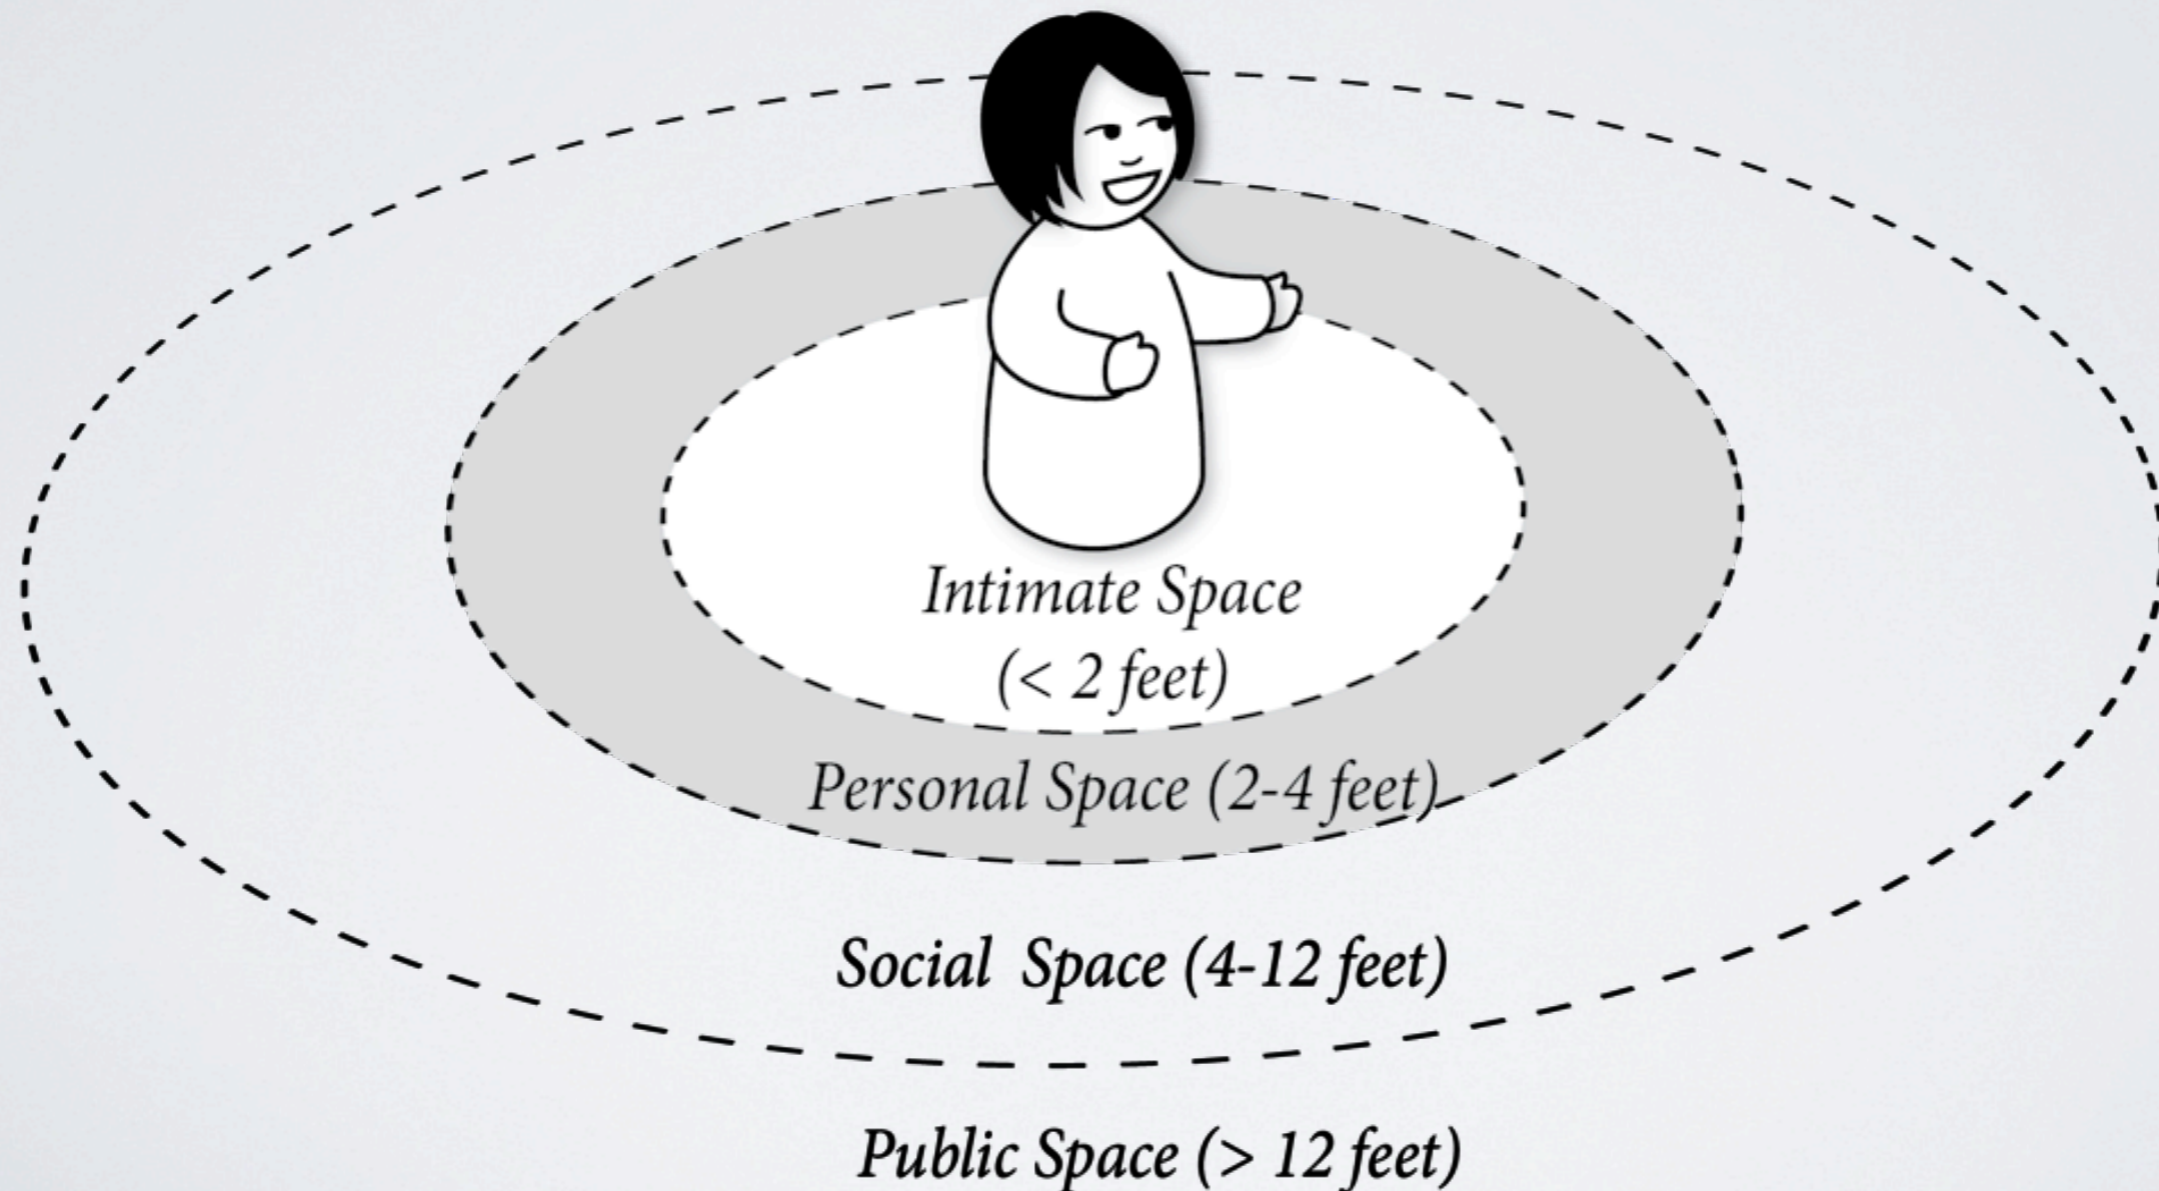 Intimate Space
(< 2 feet)
Personal Space (2-4 feet)
Social Space (4-12 feet)
Public Space (> 12 feet)